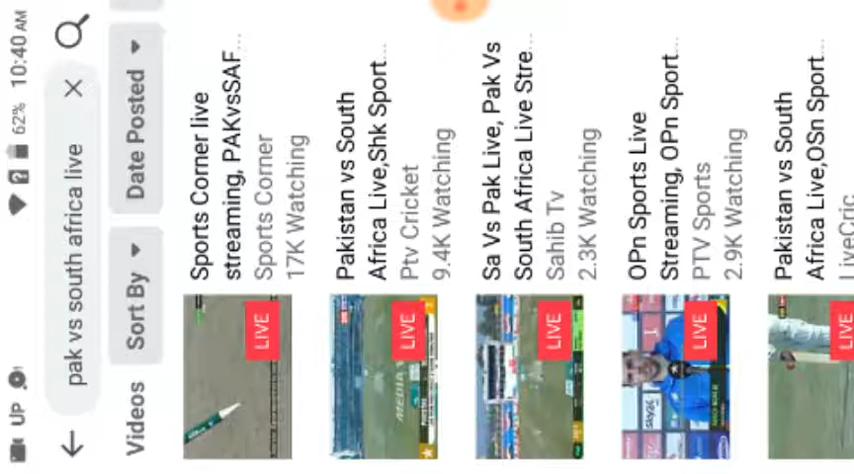 UP 62% 10:40 AM
pak vs south africa live
Videos Sort By Date Posted
Sports Corner live
streaming, PAKvsSAF...
Sports Corner
17K Watching
LIVE
Pakistan vs South
Africa Live,Shk Sport...
Ptv Cricket
9.4K Watching
LIVE
Sa Vs Pak Live, Pak Vs
South Africa Live Stre...
Sahib Tv
2.3K Watching
LIVE
OPn Sports Live
Streaming, OPn Sport...
PTV Sports
2.9K Watching
LIVE
Pakistan vs South
Africa Live,OSn Sport...
LiveCric
LIVE